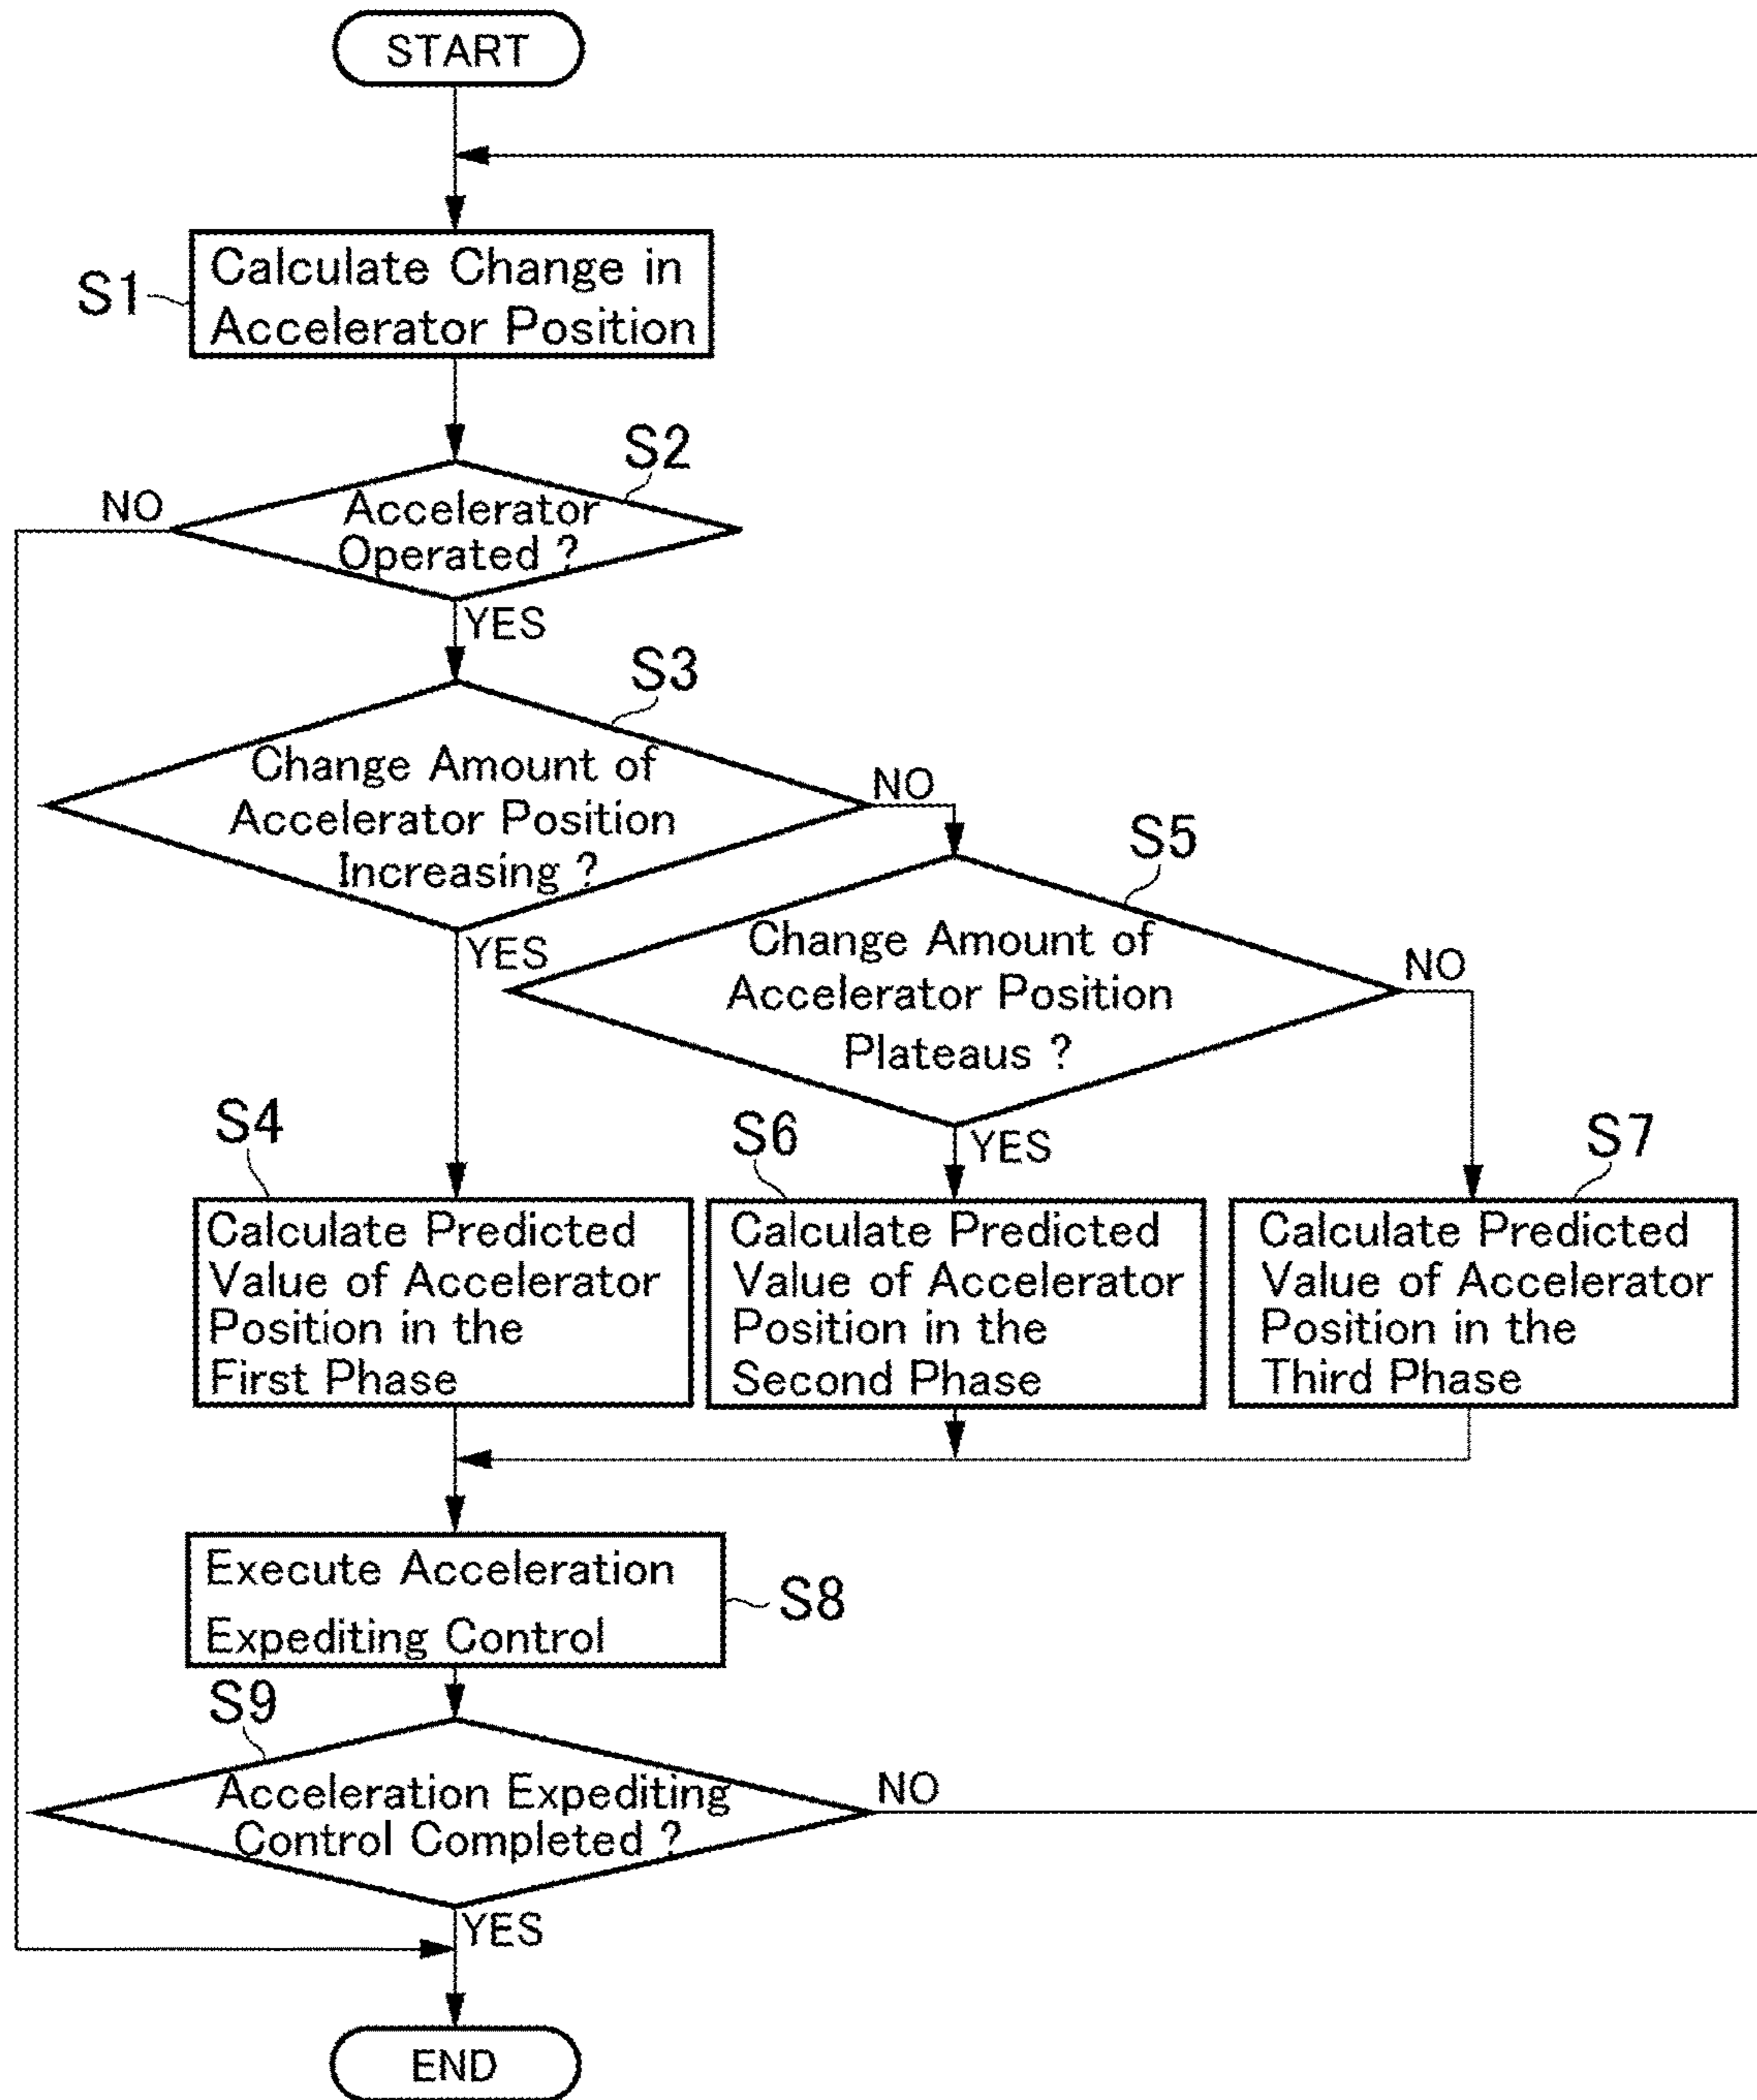 START
S1
Calculate Change in
Accelerator Position
S2
NO
Accelerator
Operated ?
YES
S3
Change Amount of
Accelerator Position
Increasing ?
NO
YES
S5
Change Amount of
Accelerator Position
Plateaus ?
NO
YES
S4
Calculate Predicted
Value of Accelerator
Position in the
First Phase
S6
Calculate Predicted
Value of Accelerator
Position in the
Second Phase
S7
Calculate Predicted
Value of Accelerator
Position in the
Third Phase
Execute Acceleration
Expediting Control
S8
S9
Acceleration Expediting
Control Completed ?
NO
YES
END